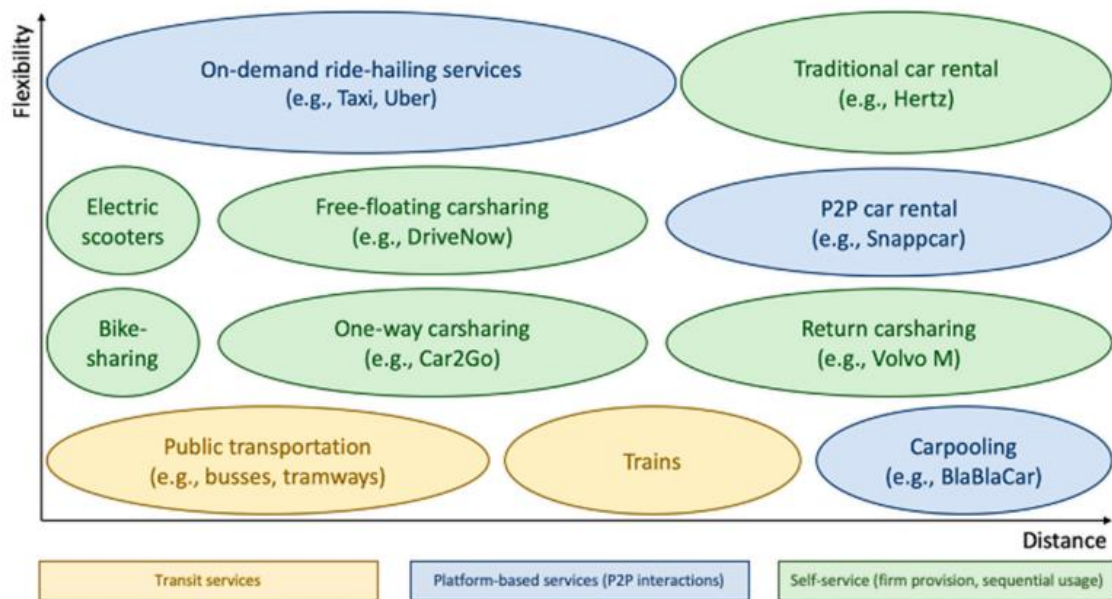 Flexibility
On-demand ride-hailing services
(e.g., Taxi, Uber)
Traditional car rental
(e.g., Hertz)
Electric
scooters
Free-floating carsharing
(e.g., DriveNow)
P2P car rental
(e.g., Snappcar)
Bike-
sharing
One-way carsharing
(e.g., Car2Go)
Return carsharing
(e.g., Volvo M)
Public transportation
(e.g., busses, tramways)
Trains
Carpooling
(e.g., BlaBlaCar)
Distance
Transit services
Platform-based services (P2P interactions)
Self-service (firm provision, sequential usage)